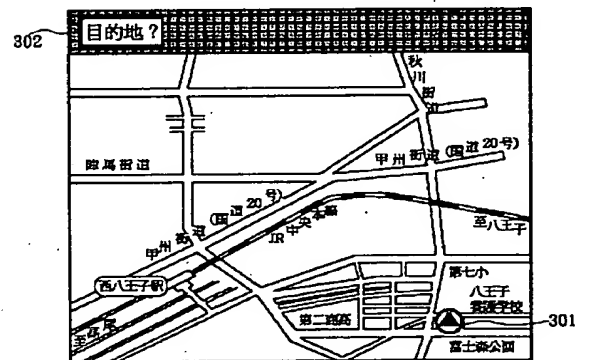 302
目的地？
秋川街道
陣馬街道
甲州街道 (国道20号)
甲州街道 (国道20号)
JR中央本線
至八王子
西八王子駅
至高尾
第七小
八王子
養護学校
第二商高
301
富士森公園